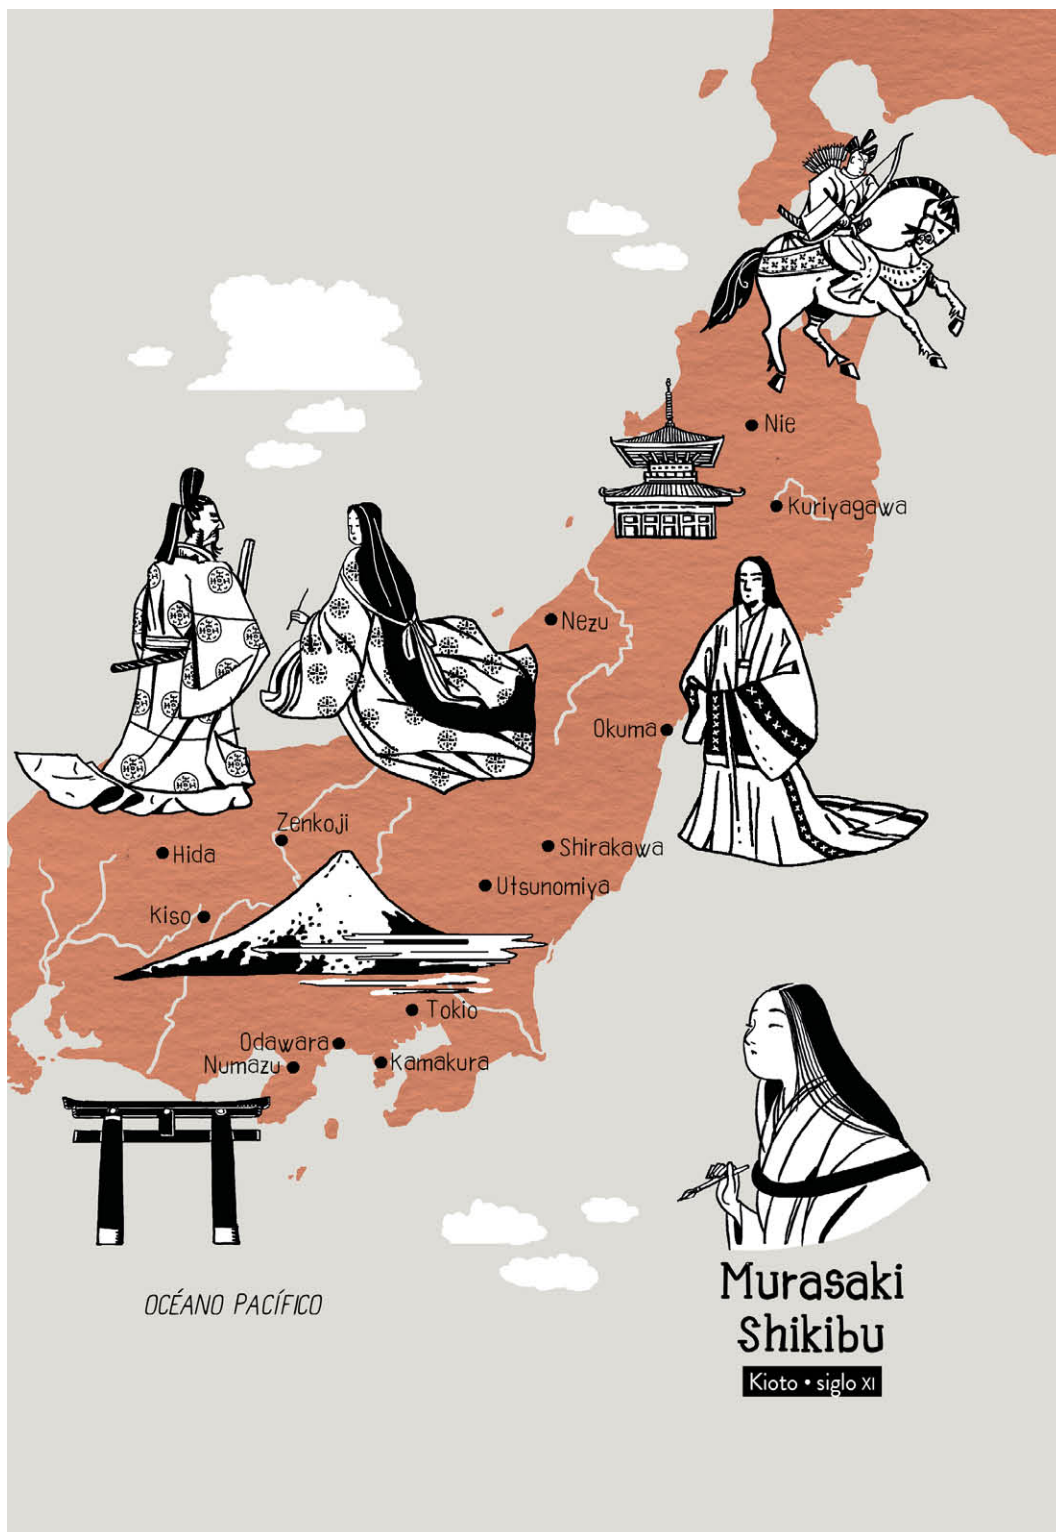 Nie
Kuriyagawa
Nezu
Okuma
Zenkoji
Hida
Shirakawa
Utsunomiya
Kiso
Tokio
Odawara
Numazu
Kamakura
OCÉANO PACÍFICO
Murasaki
Shikibu
Kioto • siglo XI